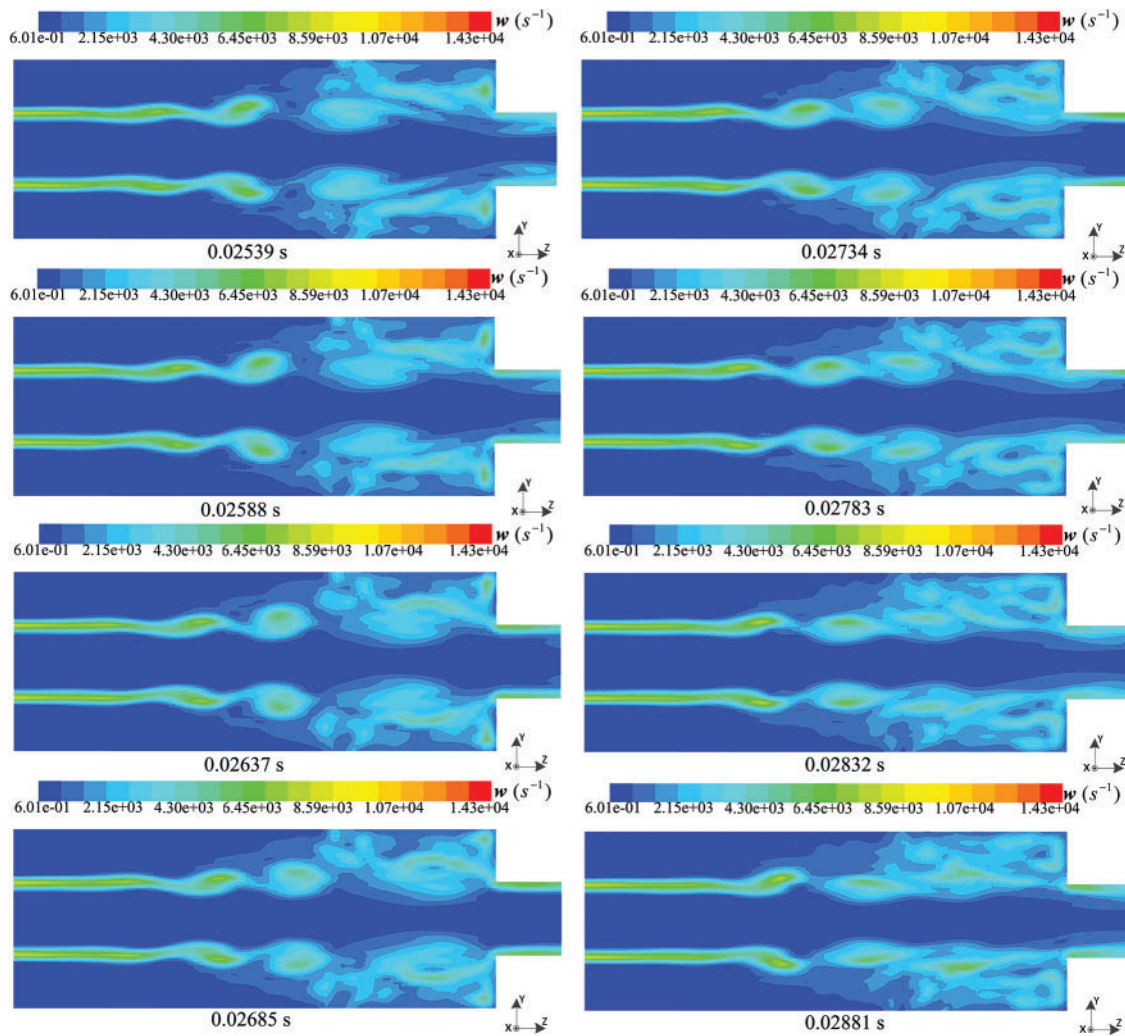 w (s⁻¹)
6.01e-01 2.15e+03 4.30e+03 6.45e+03 8.59e+03 1.07e+04 1.43e+04
Y
X Z
0.02539 s
w (s⁻¹)
6.01e-01 2.15e+03 4.30e+03 6.45e+03 8.59e+03 1.07e+04 1.43e+04
Y
X Z
0.02734 s
w (s⁻¹)
6.01e-01 2.15e+03 4.30e+03 6.45e+03 8.59e+03 1.07e+04 1.43e+04
Y
X Z
0.02588 s
w (s⁻¹)
6.01e-01 2.15e+03 4.30e+03 6.45e+03 8.59e+03 1.07e+04 1.43e+04
Y
X Z
0.02783 s
w (s⁻¹)
6.01e-01 2.15e+03 4.30e+03 6.45e+03 8.59e+03 1.07e+04 1.43e+04
Y
X Z
0.02637 s
w (s⁻¹)
6.01e-01 2.15e+03 4.30e+03 6.45e+03 8.59e+03 1.07e+04 1.43e+04
Y
X Z
0.02832 s
w (s⁻¹)
6.01e-01 2.15e+03 4.30e+03 6.45e+03 8.59e+03 1.07e+04 1.43e+04
Y
X Z
0.02685 s
w (s⁻¹)
6.01e-01 2.15e+03 4.30e+03 6.45e+03 8.59e+03 1.07e+04 1.43e+04
Y
X Z
0.02881 s